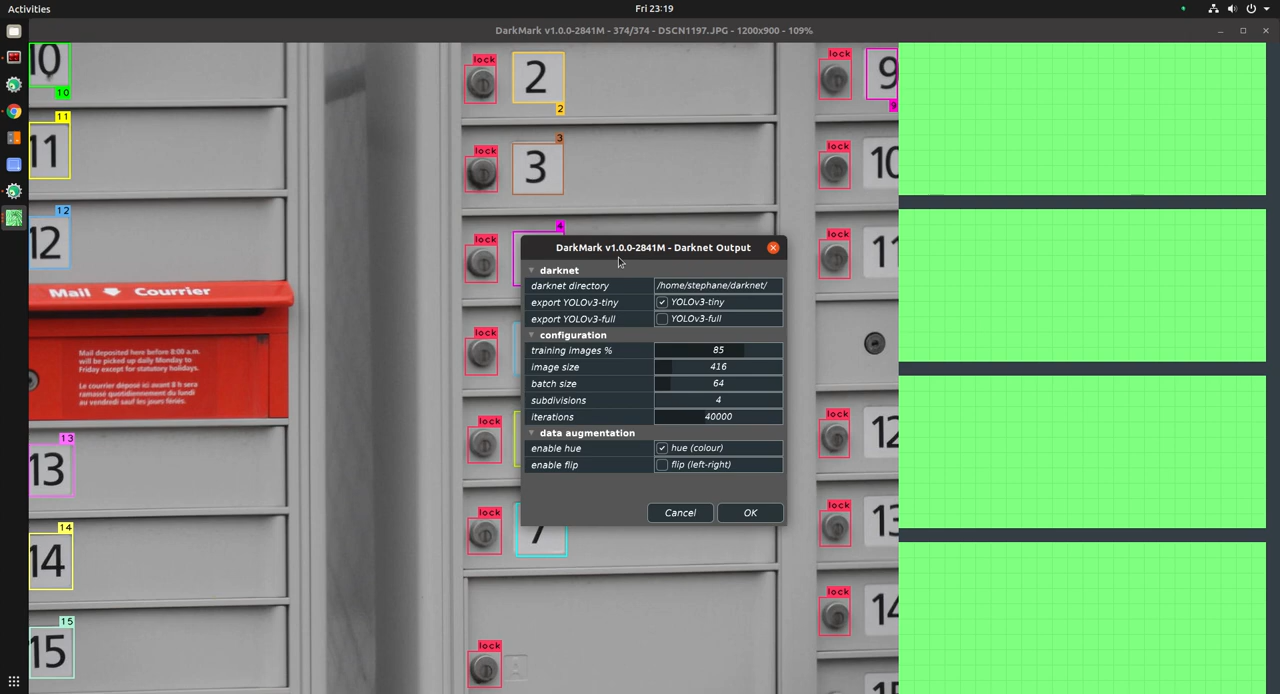 Activities
Fri 23:19
DarkMark v1.0.0-2841M - 374/374 - DSCN1197.JPG - 1200x900 - 109%
10
10
11
11
12
12
Mail Courrier
Mail deposited here before 8:00 a.m.
will be picked up daily Monday to
Friday except for statutory holidays.
Le courrier déposé ici avant 8 h sera
ramassé quotidiennement du lundi
au vendredi sauf les jours fériés.
13
13
14
14
15
15
lock
2
2
lock
3
3
lock
4
lock
lock
lock
7
lock
DarkMark v1.0.0-2841M - Darknet Output
darknet
darknet directory /home/stephane/darknet/
export YOLOv3-tiny YOLOv3-tiny
export YOLOv3-full YOLOv3-full
configuration
training images % 85
image size 416
batch size 64
subdivisions 4
iterations 40000
data augmentation
enable hue hue (colour)
enable flip flip (left-right)
Cancel OK
lock
9
9
lock
10
lock
11
lock
12
lock
13
lock
14